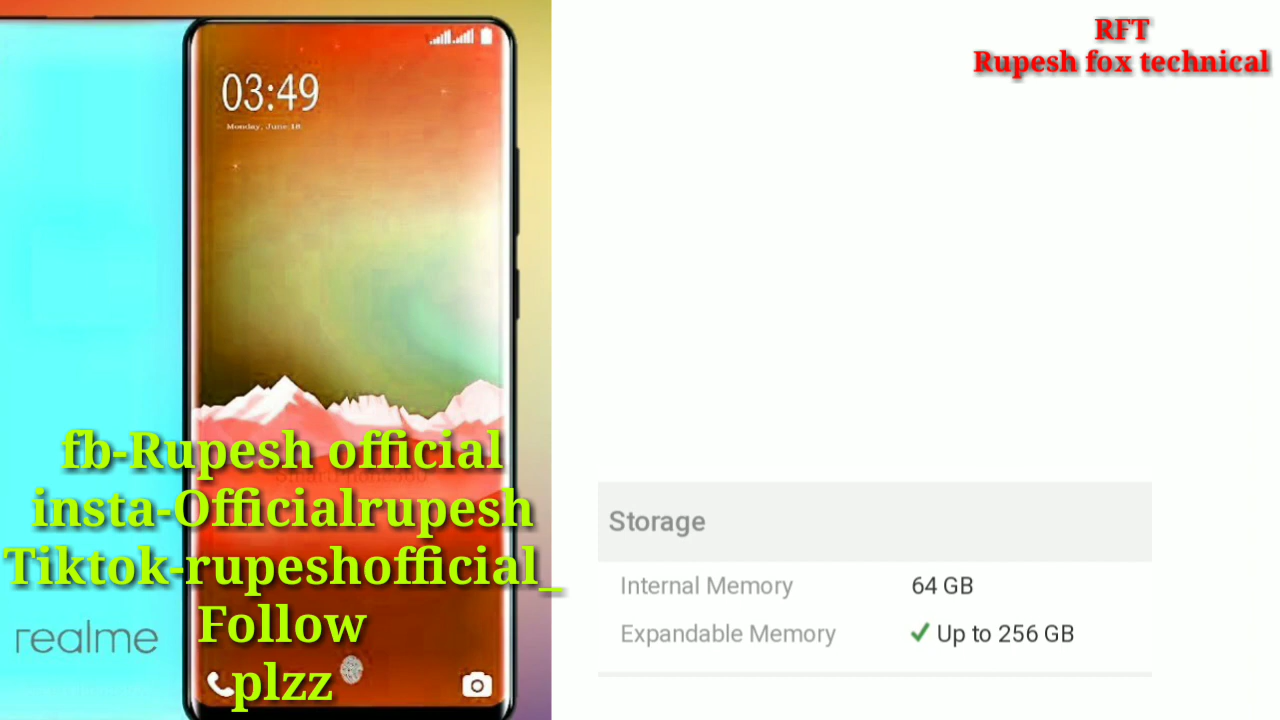 RFT
Rupesh fox technical
03:49
Monday, June 18
fb-Rupesh official
insta-Officialrupesh
Tiktok-rupeshofficial_
Follow
plzz
realme
Storage
Internal Memory 64 GB
Expandable Memory ✓ Up to 256 GB